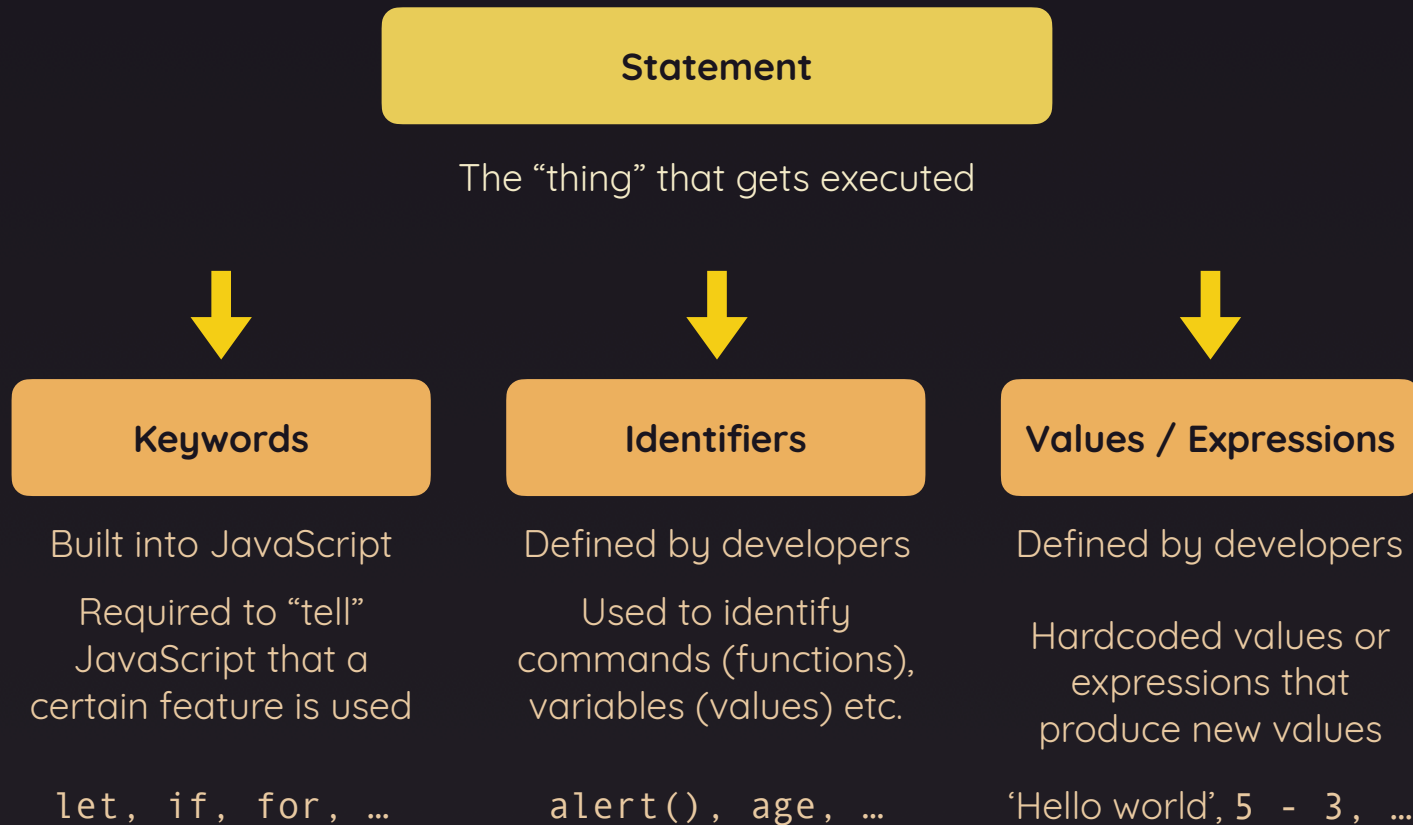 Statement
The “thing” that gets executed
Keywords
Built into JavaScript
Required to “tell”
JavaScript that a
certain feature is used
let, if, for, …
Identifiers
Defined by developers
Used to identify
commands (functions),
variables (values) etc.
alert(), age, …
Values / Expressions
Defined by developers
Hardcoded values or
expressions that
produce new values
‘Hello world’, 5 - 3, …